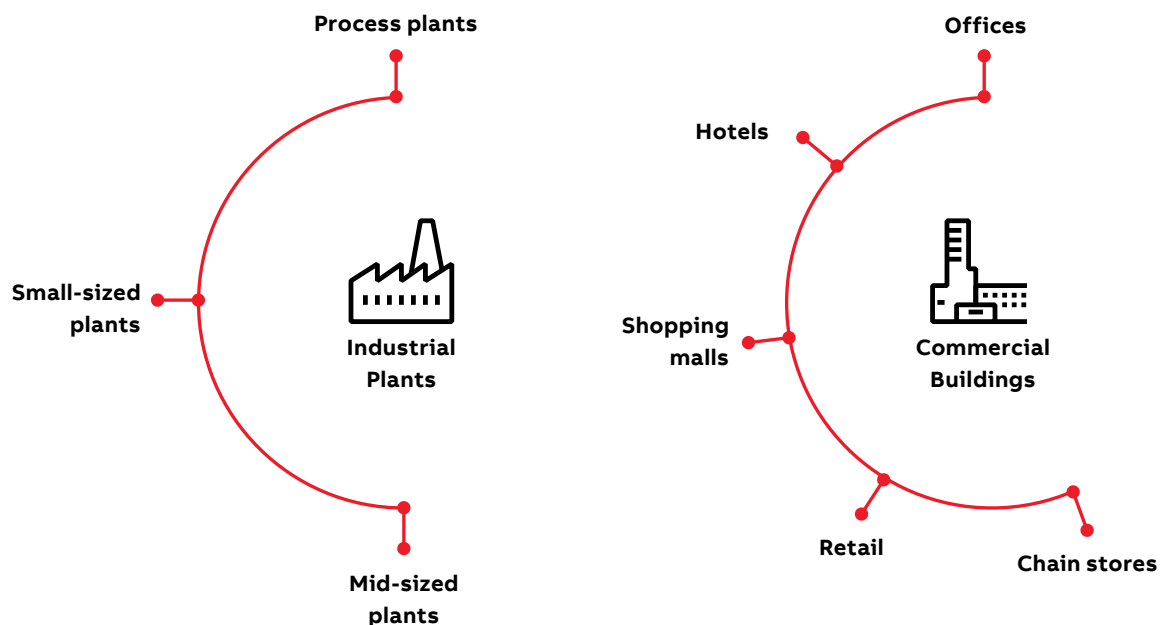 Process plants
Small-sized
plants
Industrial
Plants
Mid-sized
plants
Offices
Hotels
Shopping
malls
Commercial
Buildings
Retail
Chain stores